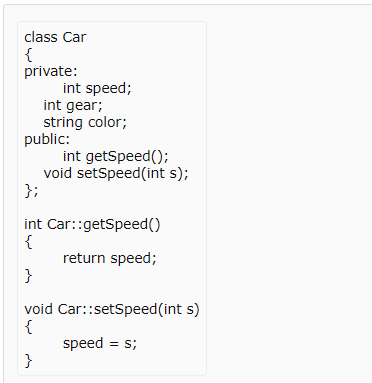 class Car
{
private:
int speed;
int gear;
string color;
public:
int getSpeed();
void setSpeed(int s);
};
int Car::getSpeed()
{
return speed;
}
void Car::setSpeed(int s)
{
speed = s;
}